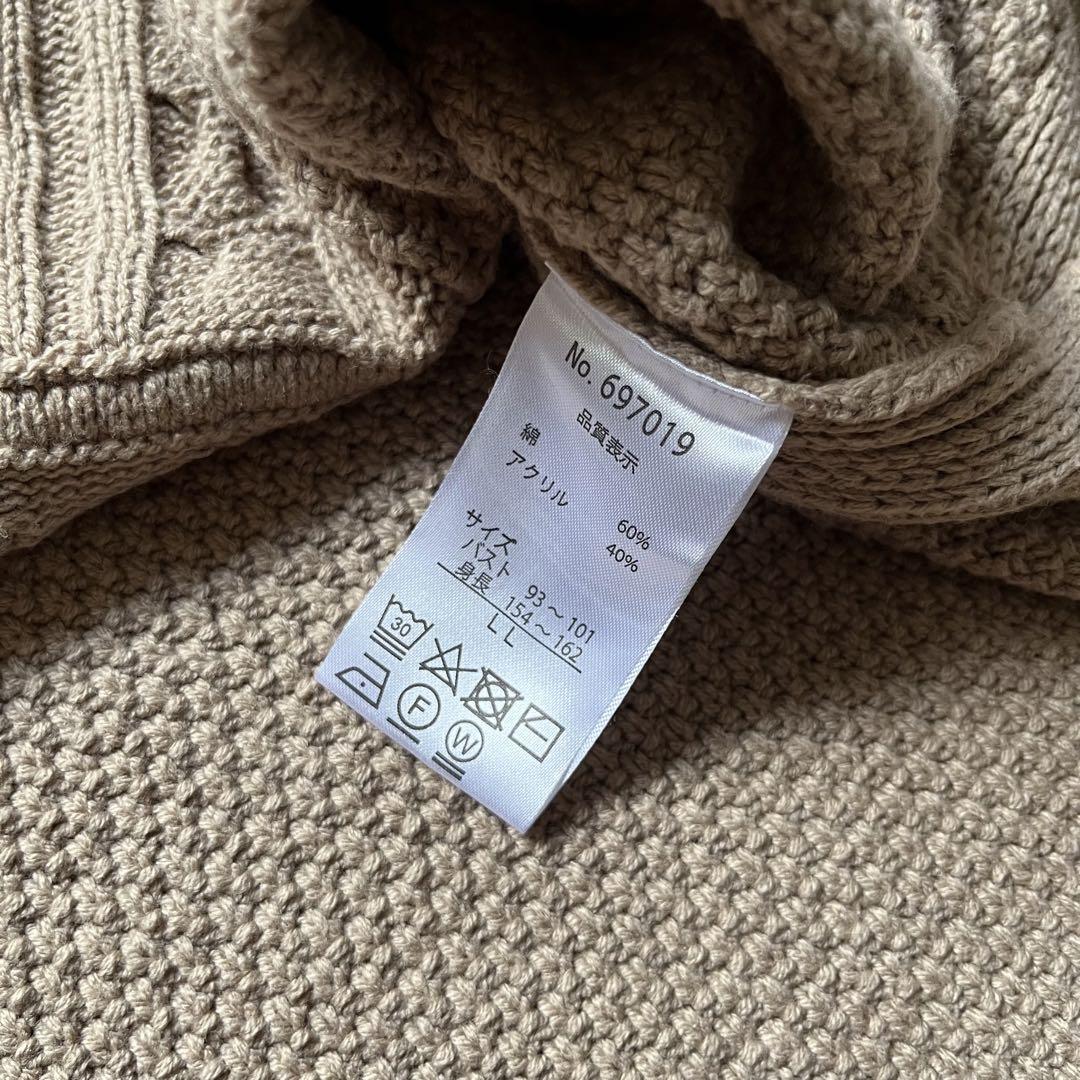 No. 697019
品質表示
綿 60%
アクリル 40%
サイズ
バスト 93～101
身長 154～162
LL
30
F
W